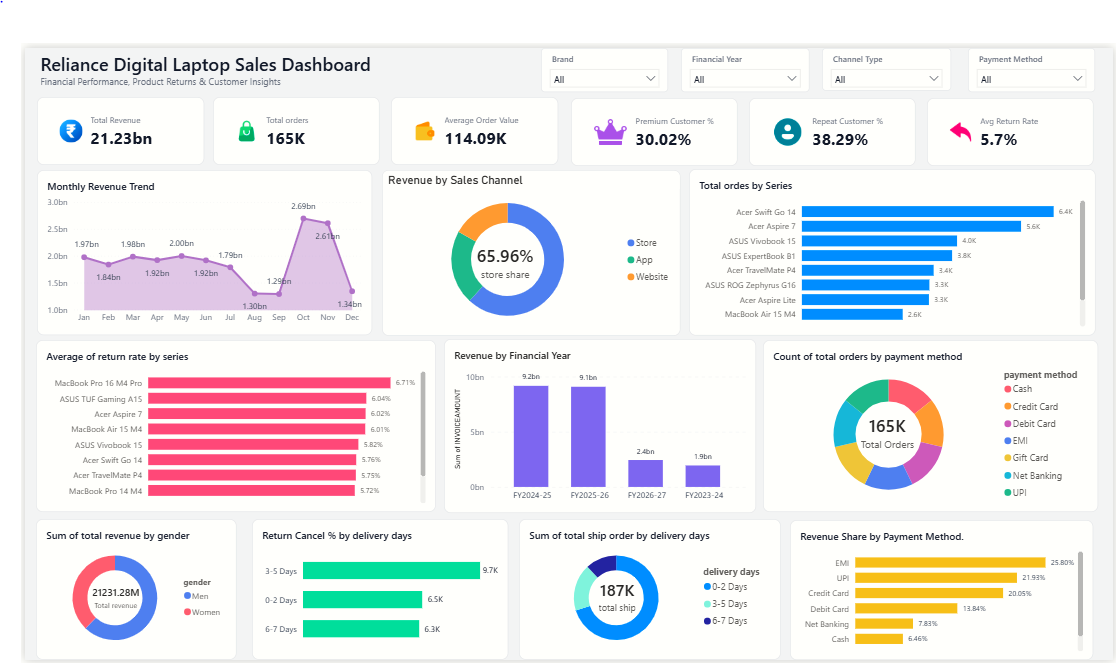 Reliance Digital Laptop Sales Dashboard
Financial Performance, Product Returns & Customer Insights
Brand
All
Financial Year
All
Channel Type
All
Payment Method
All
Total Revenue
21.23bn
Total orders
165K
Average Order Value
114.09K
Premium Customer %
30.02%
Repeat Customer %
38.29%
Avg Return Rate
5.7%
Monthly Revenue Trend
3.0bn
2.5bn
2.0bn
1.5bn
1.0bn
1.97bn
1.84bn
1.98bn
1.92bn
2.00bn
1.92bn
1.79bn
1.30bn
1.29bn
2.69bn
2.61bn
1.34bn
Jan Feb Mar Apr May Jun Jul Aug Sep Oct Nov Dec
Revenue by Sales Channel
65.96%
store share
Store
App
Website
Total ordes by Series
Acer Swift Go 14 6.4K
Acer Aspire 7 5.6K
ASUS Vivobook 15 4.0K
ASUS ExpertBook B1 3.8K
Acer TravelMate P4 3.4K
ASUS ROG Zephyrus G16 3.3K
Acer Aspire Lite 3.3K
MacBook Air 15 M4 2.6K
Average of return rate by series
MacBook Pro 16 M4 Pro 6.71%
ASUS TUF Gaming A15 6.04%
Acer Aspire 7 6.02%
MacBook Air 15 M4 6.01%
ASUS Vivobook 15 5.82%
Acer Swift Go 14 5.76%
Acer TravelMate P4 5.75%
MacBook Pro 14 M4 5.72%
Revenue by Financial Year
Sum of INVOICEAMOUNT
10bn
5bn
0bn
9.2bn
9.1bn
2.4bn
1.9bn
FY2024-25 FY2025-26 FY2026-27 FY2023-24
Count of total orders by payment method
165K
Total Orders
payment method
Cash
Credit Card
Debit Card
EMI
Gift Card
Net Banking
UPI
Sum of total revenue by gender
21231.28M
Total revenue
gender
Men
Women
Return Cancel % by delivery days
3-5 Days 9.7K
0-2 Days 6.5K
6-7 Days 6.3K
Sum of total ship order by delivery days
187K
total ship
delivery days
0-2 Days
3-5 Days
6-7 Days
Revenue Share by Payment Method.
EMI 25.80%
UPI 21.93%
Credit Card 20.05%
Debit Card 13.84%
Net Banking 7.83%
Cash 6.46%